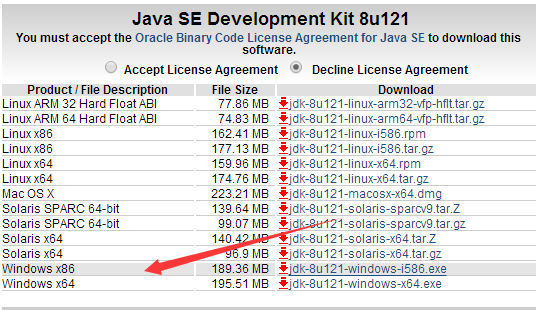 Java SE Development Kit 8u121
You must accept the Oracle Binary Code License Agreement for Java SE to download this
software.
Accept License Agreement Decline License Agreement
Product / File Description File Size Download
Linux ARM 32 Hard Float ABI 77.86 MB jdk-8u121-linux-arm32-vfp-hflt.tar.gz
Linux ARM 64 Hard Float ABI 74.83 MB jdk-8u121-linux-arm64-vfp-hflt.tar.gz
Linux x86 162.41 MB jdk-8u121-linux-i586.rpm
Linux x86 177.13 MB jdk-8u121-linux-i586.tar.gz
Linux x64 159.96 MB jdk-8u121-linux-x64.rpm
Linux x64 174.76 MB jdk-8u121-linux-x64.tar.gz
Mac OS X 223.21 MB jdk-8u121-macosx-x64.dmg
Solaris SPARC 64-bit 139.64 MB jdk-8u121-solaris-sparcv9.tar.Z
Solaris SPARC 64-bit 99.07 MB jdk-8u121-solaris-sparcv9.tar.gz
Solaris x64 140.42 MB jdk-8u121-solaris-x64.tar.Z
Solaris x64 96.9 MB jdk-8u121-solaris-x64.tar.gz
Windows x86 189.36 MB jdk-8u121-windows-i586.exe
Windows x64 195.51 MB jdk-8u121-windows-x64.exe